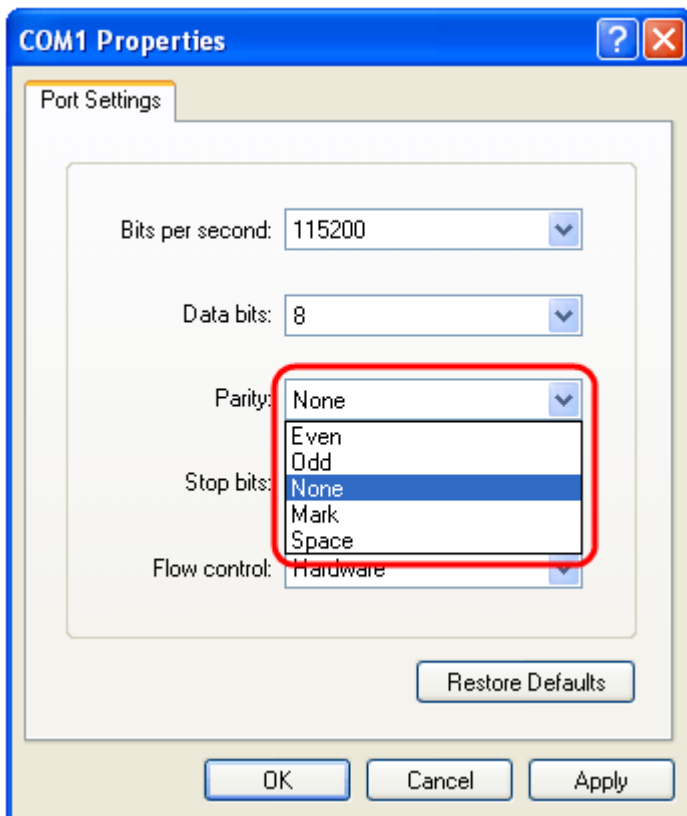 COM1 Properties
Port Settings
Bits per second: 115200
Data bits: 8
Parity: None
Even
Odd
Stop bits: None
Mark
Space
Flow control: Hardware
Restore Defaults
OK Cancel Apply